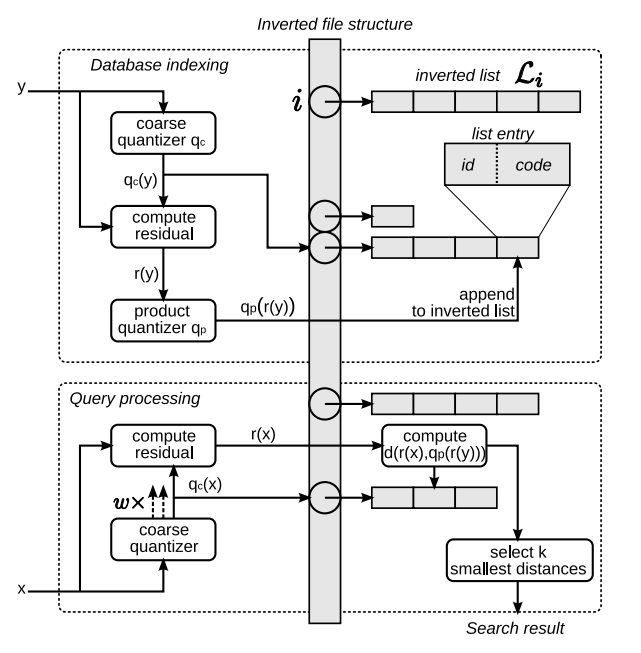 Inverted file structure
Database indexing
y
coarse
quantizer qc
qc(y)
compute
residual
r(y)
product
quantizer qp
qp(r(y))
i
inverted list ℒi
list entry
id code
append
to inverted list
Query processing
compute
residual
r(x)
compute
d(r(x),qp(r(y)))
w×
qc(x)
coarse
quantizer
x
select k
smallest distances
Search result